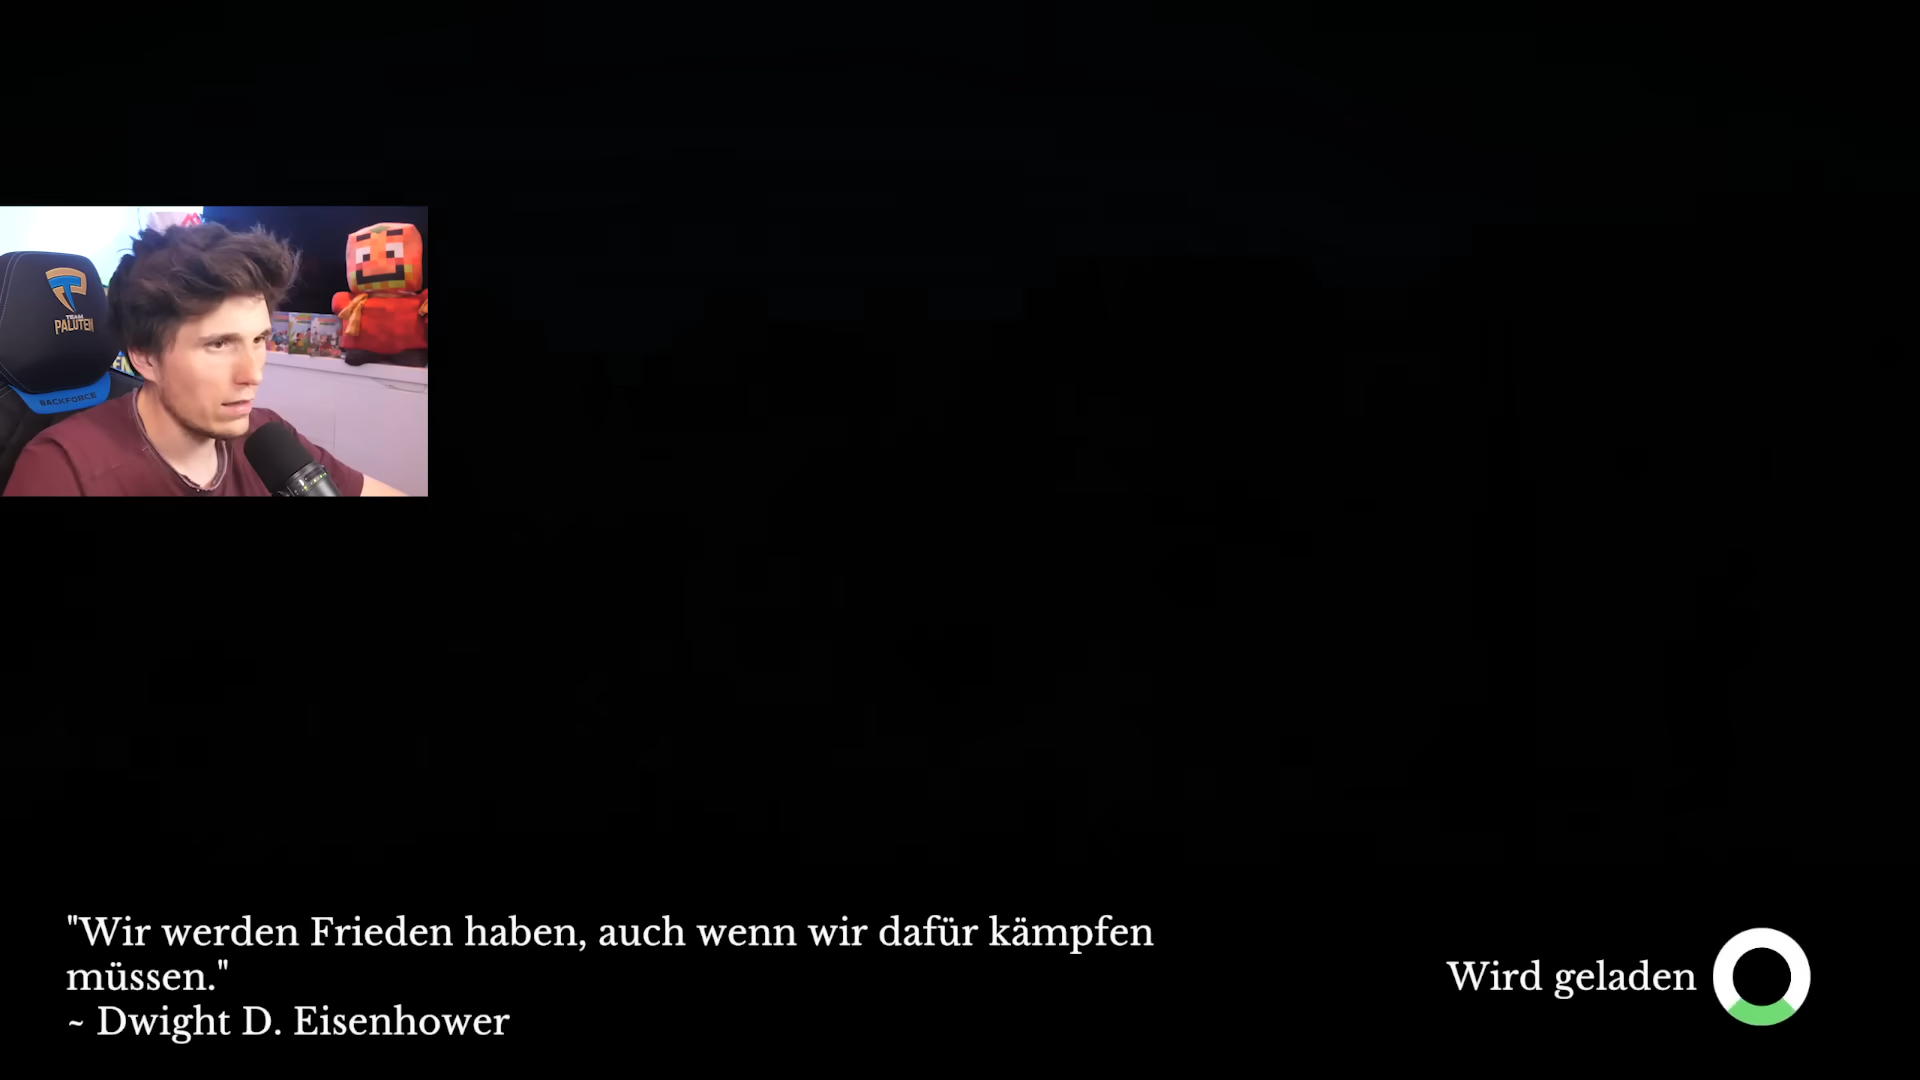 TEAM
PALUTEN
BACKFORCE
"Wir werden Frieden haben, auch wenn wir dafür kämpfen
müssen."
~ Dwight D. Eisenhower
Wird geladen